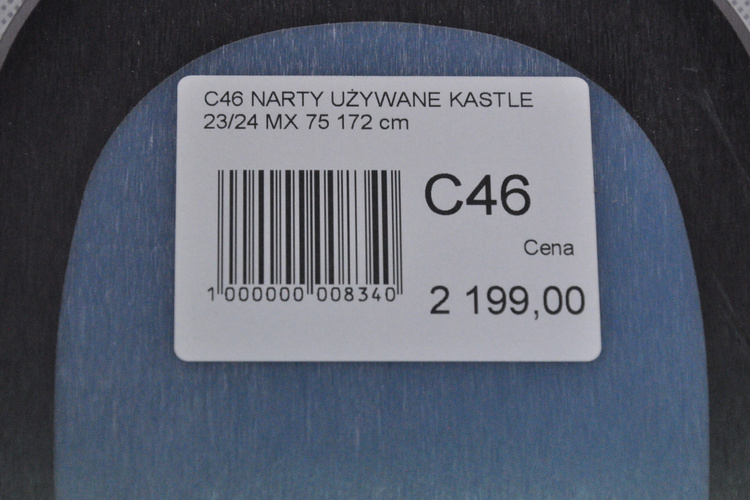 C46 NARTY UŻYWANE KASTLE
23/24 MX 75 172 cm
C46
Cena
1 000000 008340
2 199,00